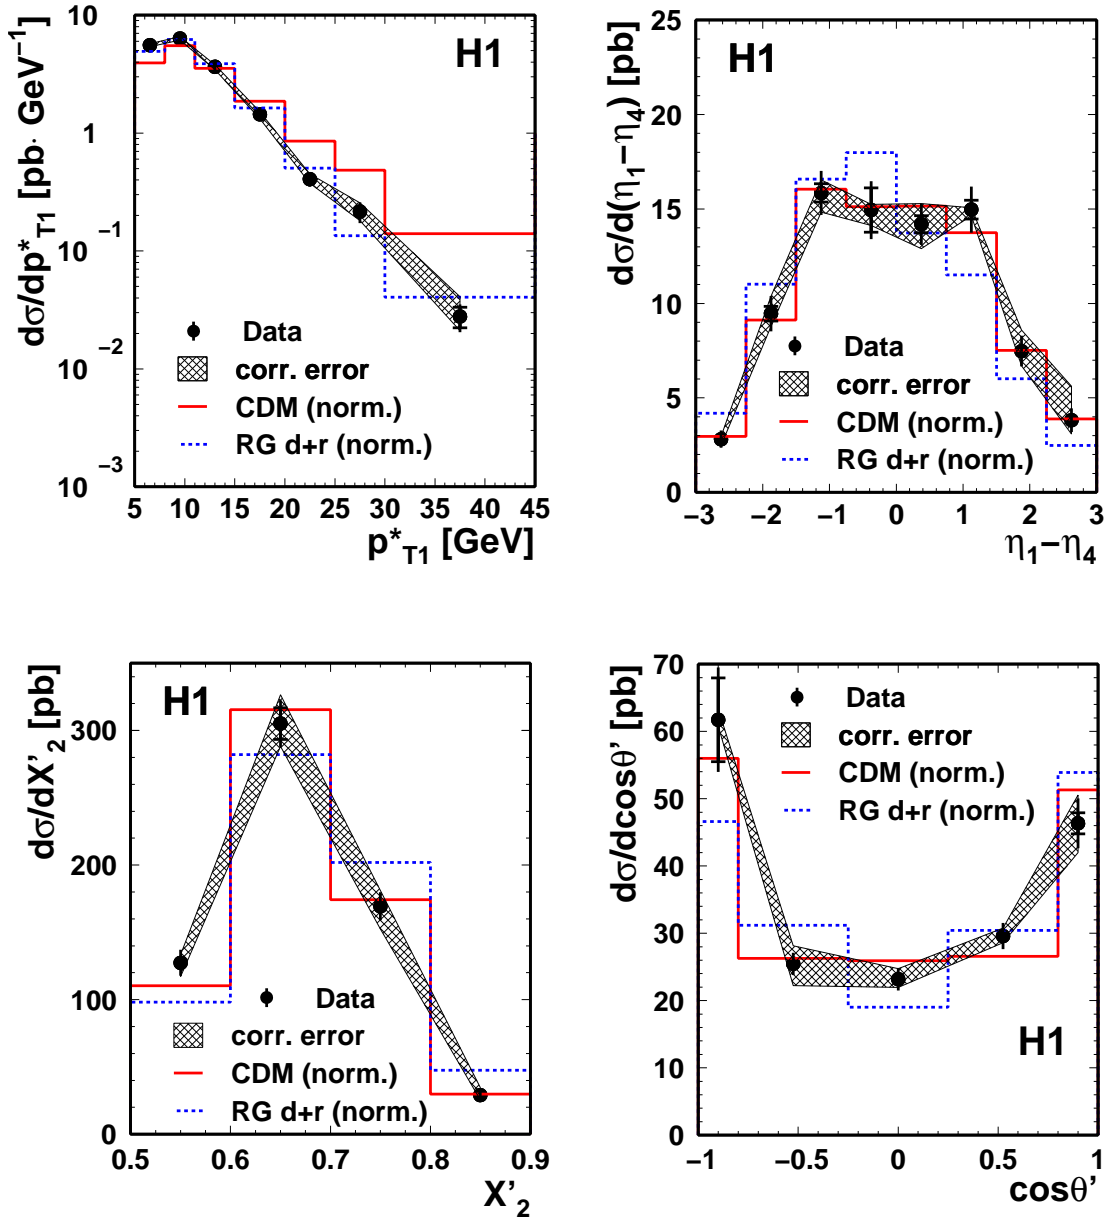 H1
dσ/dp*T1 [pb· GeV−1]
10
1
10 −1
10 −2
10 −3
Data
corr. error
CDM (norm.)
RG d+r (norm.)
5 10 15 20 25 30 35 40 45
p*T1 [GeV]
H1
dσ/d(η1−η4) [pb]
25
20
15
10
5
0
Data
corr. error
CDM (norm.)
RG d+r (norm.)
−3 −2 −1 0 1 2 3
η1−η4
H1
dσ/dX’2 [pb]
300
200
100
0
Data
corr. error
CDM (norm.)
RG d+r (norm.)
0.5 0.6 0.7 0.8 0.9
X’2
dσ/dcosθ’ [pb]
70
60
50
40
30
20
10
0
Data
corr. error
CDM (norm.)
RG d+r (norm.)
H1
−1 −0.5 0 0.5 1
cosθ’